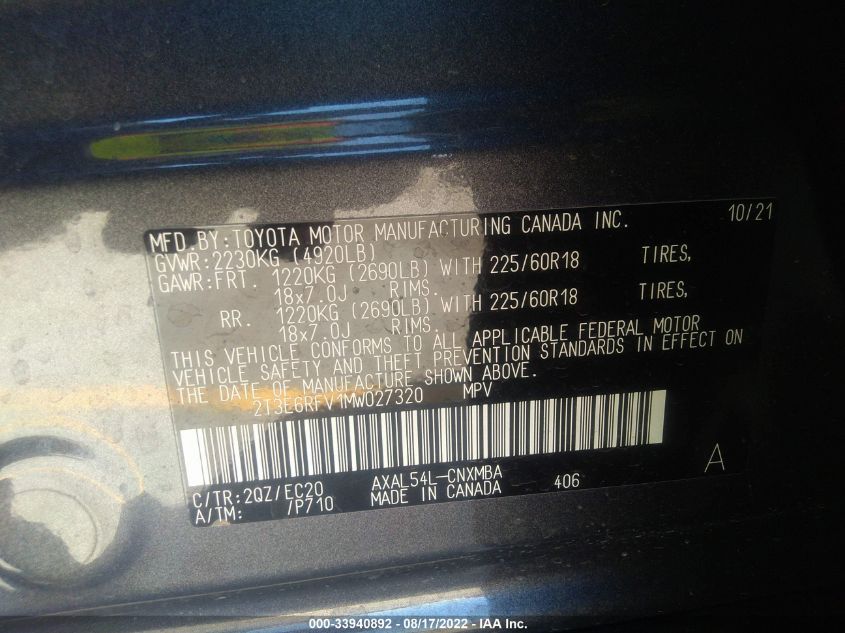 10/21
MFD.BY:TOYOTA MOTOR MANUFACTURING CANADA INC.
GVWR:2230KG (4920LB)
GAWR:FRT. 1220KG (2690LB) WITH 225/60R18 TIRES,
18x7.0J RIMS.
RR. 1220KG (2690LB) WITH 225/60R18 TIRES,
18x7.0J RIMS.
THIS VEHICLE CONFORMS TO ALL APPLICABLE FEDERAL MOTOR
VEHICLE SAFETY AND THEFT PREVENTION STANDARDS IN EFFECT ON
THE DATE OF MANUFACTURE SHOWN ABOVE.
2T3E6RFV1MW027320 MPV
C/TR:2QZ/EC20 AXAL54L-CNXMBA 406 A
A/TM: /P710 MADE IN CANADA
000-33940892 - 08/17/2022 - IAA Inc.